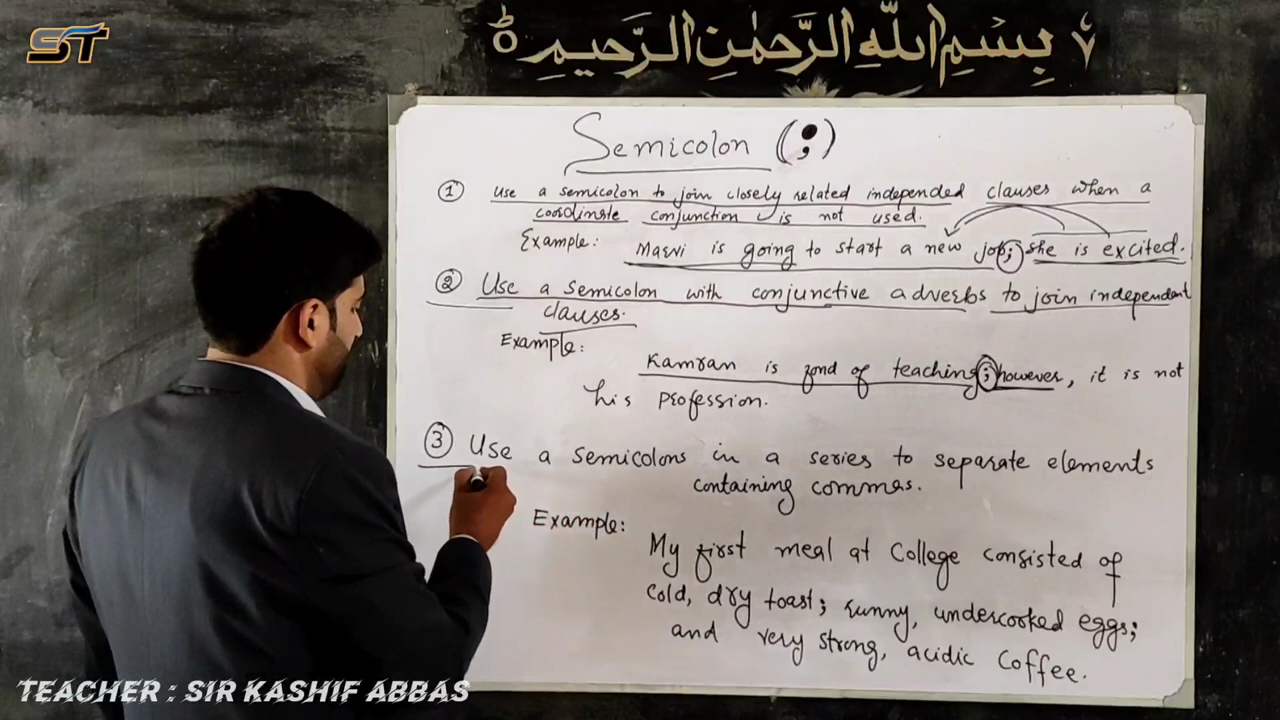 ST
بِسْمِ اللهِ الرَّحْمٰنِ الرَّحِيمِ
Semicolon (;)
① Use a semicolon to join closely related independed clauses when a
coordinate conjunction is not used.
Example: is going to start a new job; she is excited.
② Use a semicolon with conjunctive adverbs to join independent
clauses.
Example:
Kamran is fond of teaching; however, it is not
his profession.
③ Use a semicolons in a series to separate elements
containing commas.
Example:
My first meal at College consisted of
cold, dry toast; runny, undercooked eggs;
and very strong, acidic Coffee.
TEACHER : SIR KASHIF ABBAS